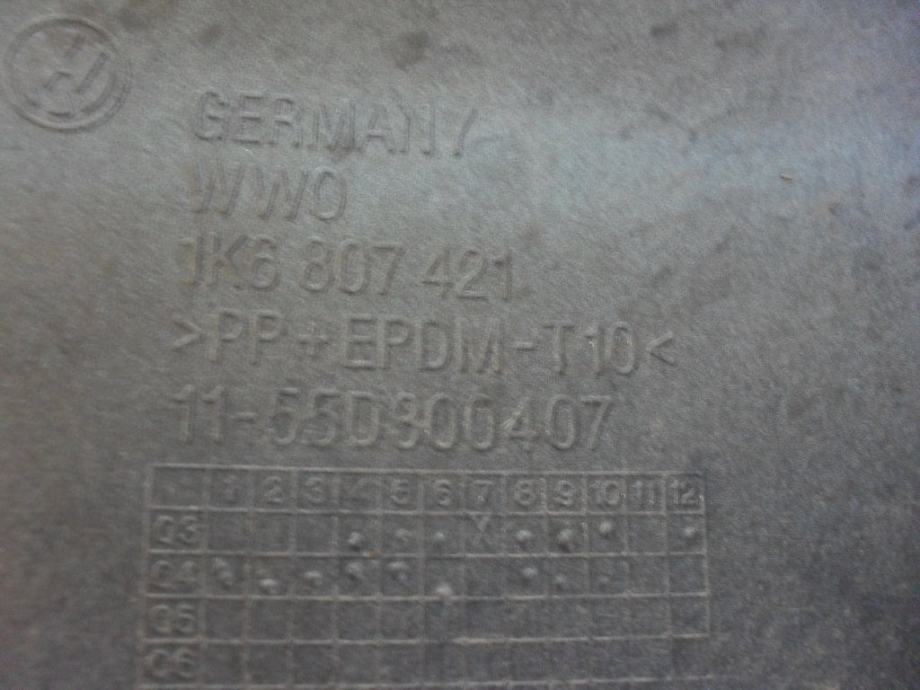 GERMANY
WWO
1K6 807 421
>PP+EPDM-T10<
11-55D300407
1 2 3 4 5 6 7 8 9 10 11 12
03 X
04
05
06